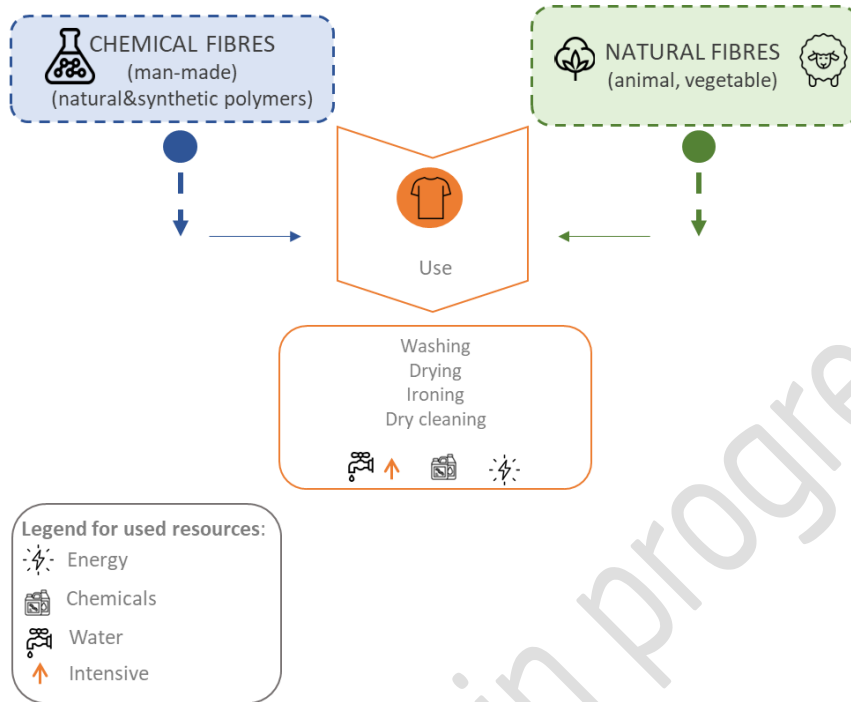 CHEMICAL FIBRES
(man-made)
(natural&synthetic polymers)
NATURAL FIBRES
(animal, vegetable)
Use
Washing
Drying
Ironing
Dry cleaning
Legend for used resources:
Energy
Chemicals
Water
Intensive
in progre